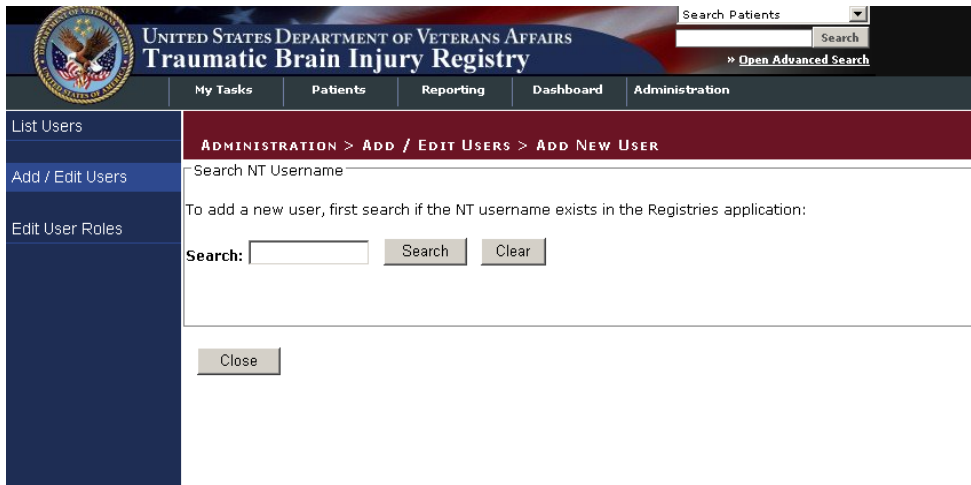 Search Patients
UNITED STATES DEPARTMENT OF VETERANS AFFAIRS
Search
Traumatic Brain Injury Registry
» Open Advanced Search
My Tasks Patients Reporting Dashboard Administration
List Users
ADMINISTRATION > ADD / EDIT USERS > ADD NEW USER
Add / Edit Users
Search NT Username
To add a new user, first search if the NT username exists in the Registries application:
Edit User Roles
Search: Search Clear
Close